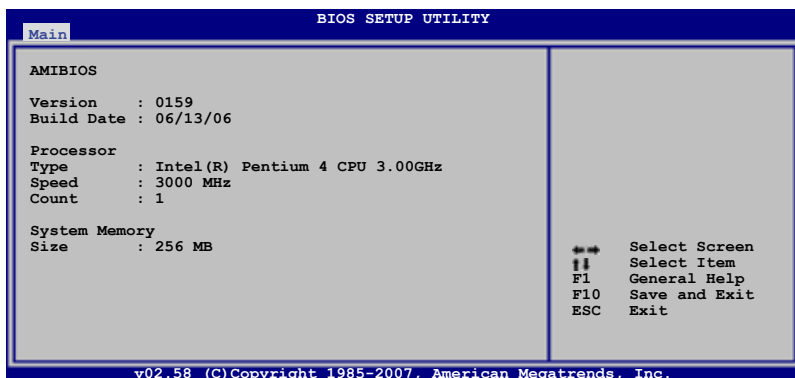 BIOS SETUP UTILITY
Main
AMIBIOS
Version : 0159
Build Date : 06/13/06
Processor
Type : Intel(R) Pentium 4 CPU 3.00GHz
Speed : 3000 MHz
Count : 1
System Memory
Size : 256 MB
←→ Select Screen
↑↓ Select Item
F1 General Help
F10 Save and Exit
ESC Exit
v02.58 (C)Copyright 1985-2007, American Megatrends, Inc.